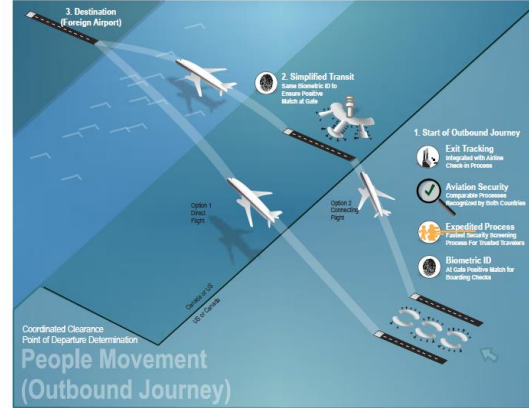 3. Destination
(Foreign Airport)
2. Simplified Transit
Same Biometric ID to
Ensure Positive
Match at Gate
1. Start of Outbound Journey
Exit Tracking
Integrated with Airline
Check-in Process
Aviation Security
Comparable Processes
Recognized by Both Countries
Expedited Process
Fastest Security Screening
Process For Trusted Travelers
Biometric ID
At Gate Positive Match for
Boarding Checks
Option 1
Direct
Flight
Option 2
Connecting
Flight
Canada or US
US or Canada
Coordinated Clearance
Point of Departure Determination
People Movement
(Outbound Journey)